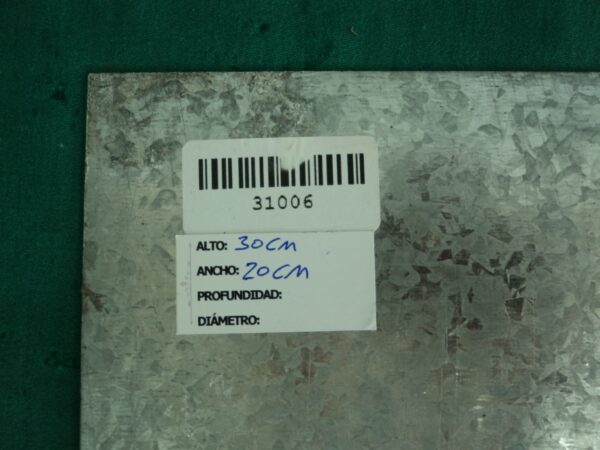 31006
ALTO: 30CM
ANCHO: 20CM
PROFUNDIDAD:
DIÁMETRO: